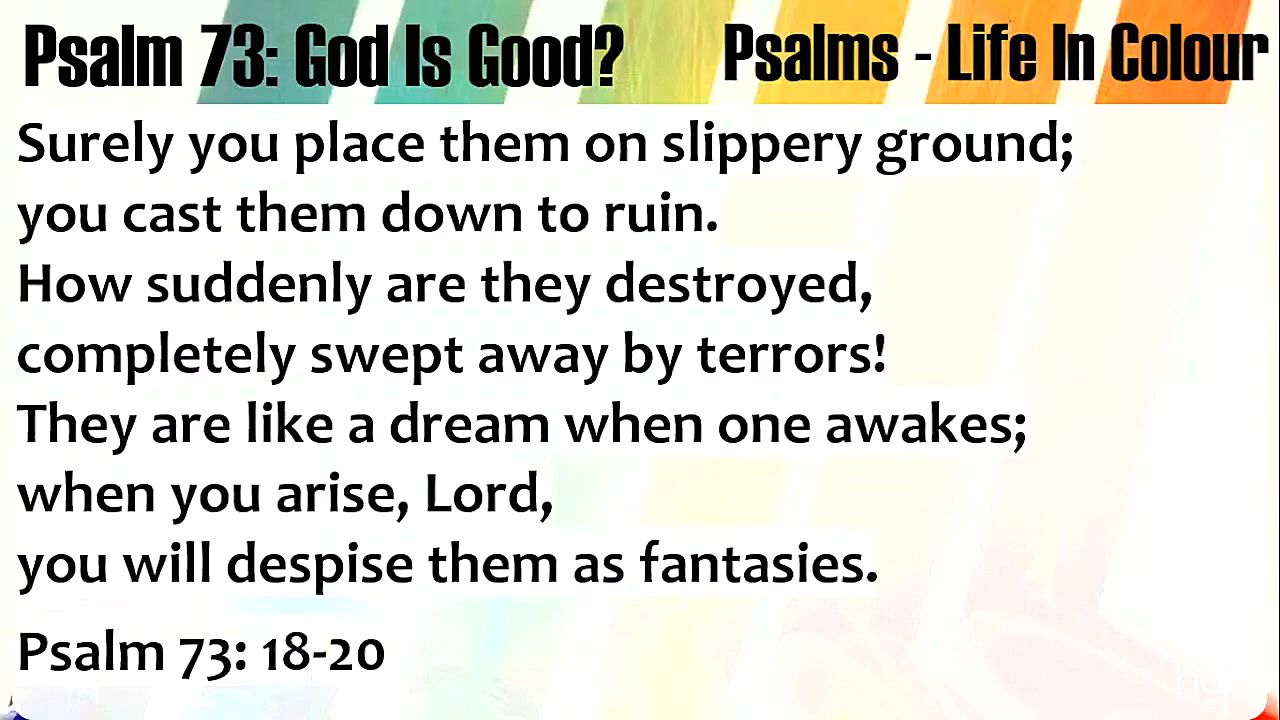 Psalm 73: God Is Good?
Psalms - Life In Colour
Surely you place them on slippery ground;
you cast them down to ruin.
How suddenly are they destroyed,
completely swept away by terrors!
They are like a dream when one awakes;
when you arise, Lord,
you will despise them as fantasies.
Psalm 73: 18-20